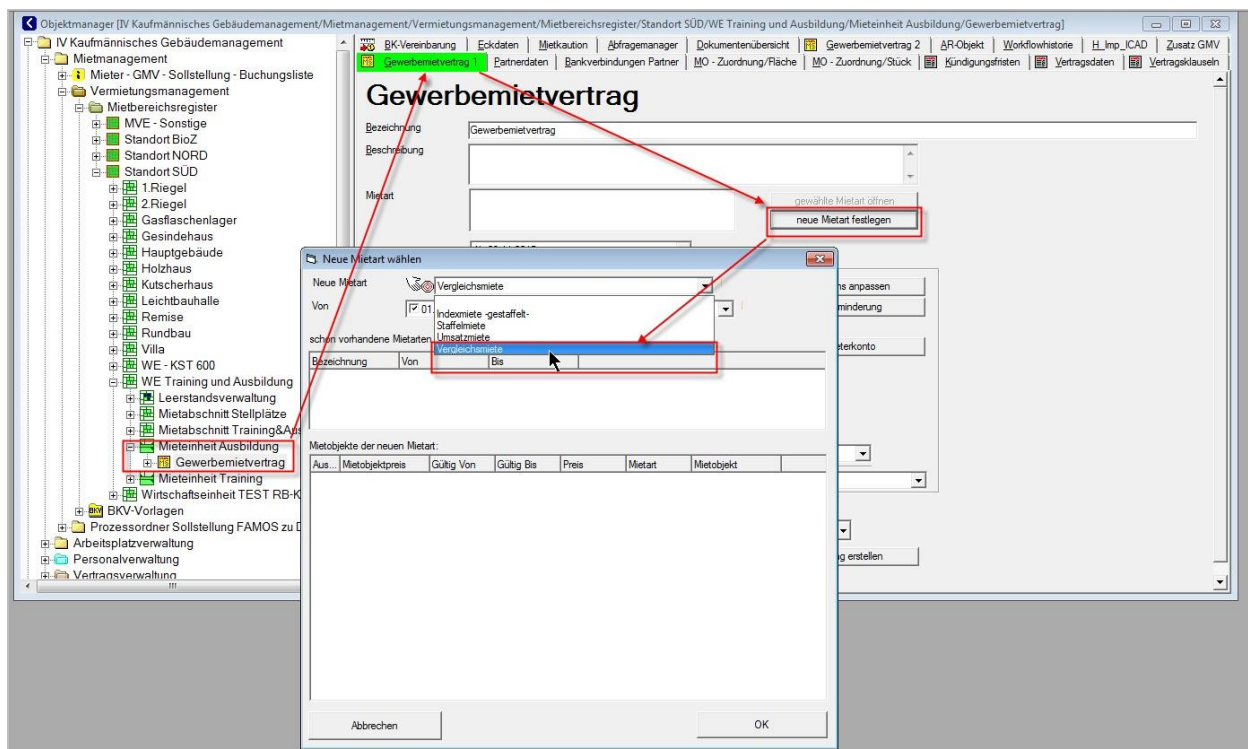 Objektmanager [IV Kaufmännisches Gebäudemanagement/Mietmanagement/Vermietungsmanagement/Mietbereichsregister/Standort SÜD/WE Training und Ausbildung/Mieteinheit Ausbildung/Gewerbemietvertrag]
IV Kaufmännisches Gebäudemanagement
Mietmanagement
Mieter - GMV - Sollstellung - Buchungsliste
Vermietungsmanagement
Mietbereichsregister
MVE - Sonstige
Standort BioZ
Standort NORD
Standort SÜD
1.Riegel
2.Riegel
Gasflaschenlager
Gesindehaus
Hauptgebäude
Holzhaus
Kutscherhaus
Leichtbauhalle
Remise
Rundbau
Villa
WE - KST 600
WE Training und Ausbildung
Leerstandsverwaltung
Mietabschnitt Stellplätze
Mietabschnitt Training&Aus
Mieteinheit Ausbildung
Gewerbemietvertrag
Mieteinheit Training
Wirtschaftseinheit TEST RB-K
BKV-Vorlagen
Prozessordner Sollstellung FAMOS zu D
Arbeitsplatzverwaltung
Personalverwaltung
Vertragsverwaltung
BK-Vereinbarung Eckdaten Mietkaution Abfragemanager Dokumentenübersicht Gewerbemietvertrag 2 AR-Objekt Workflowhistorie H_Imp_ICAD Zusatz GMV
Gewerbemietvertrag 1 Partnerdaten Bankverbindungen Partner MO - Zuordnung/Fläche MO - Zuordnung/Stück Kündigungsfristen Vertragsdaten Vertragsklauseln
Gewerbemietvertrag
Bezeichnung Gewerbemietvertrag
Beschreibung
Mietart
gewählte Mietart öffnen
neue Mietart festlegen
ns anpassen
minderung
eterkonto
g erstellen
Neue Mietart wählen
Neue Mietart Vergleichsmiete
Von 01.
Indexmiete -gestaffelt-
Staffelmiete
Umsatzmiete
Vergleichsmiete
schon vorhandene Mietarten
Bezeichnung Von Bis
Mietobjekte der neuen Mietart:
Aus... Mietobjektpreis Gültig Von Gültig Bis Preis Mietart Mietobjekt
Abbrechen OK